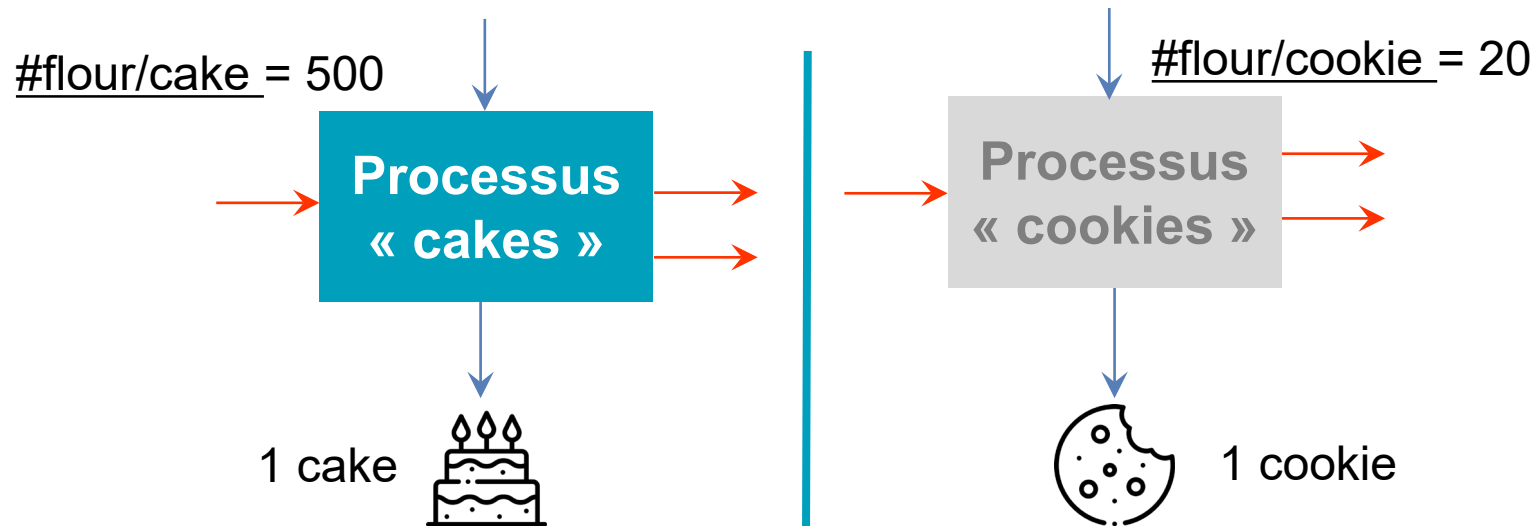 #flour/cake = 500
Processus
« cakes »
1 cake
#flour/cookie = 20
Processus
« cookies »
1 cookie